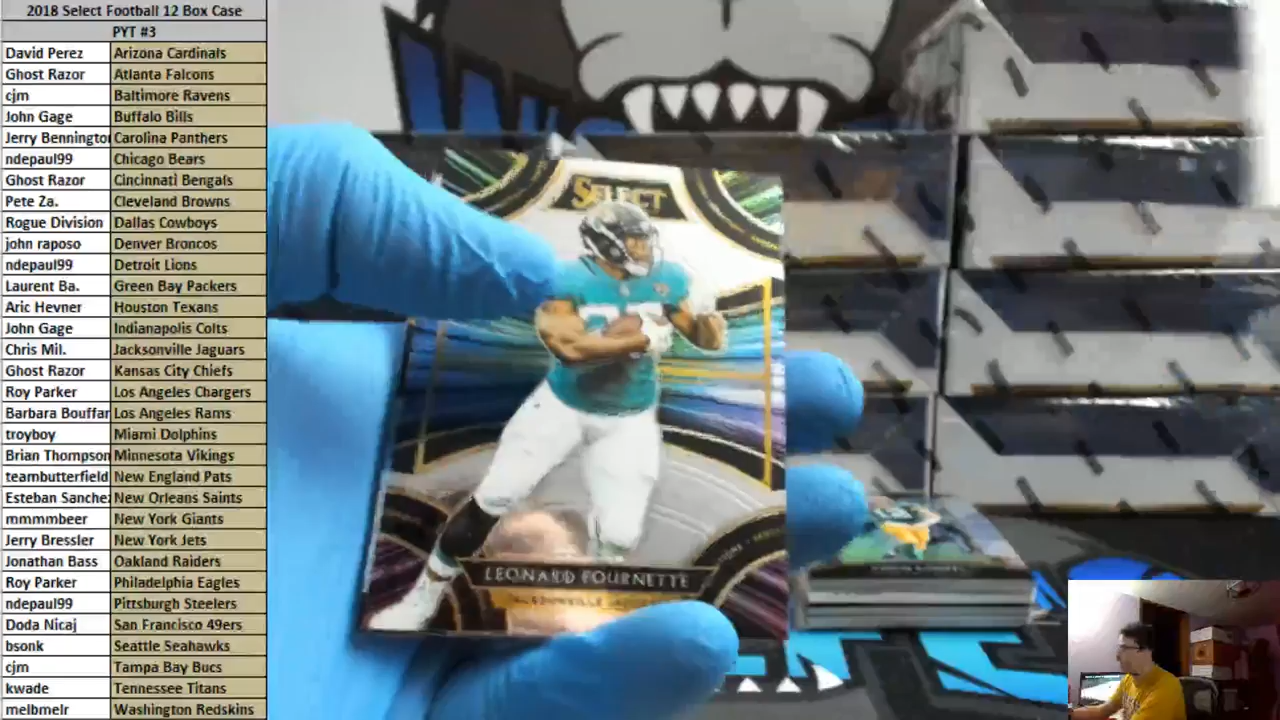 2018 Select Football 12 Box Case
PYT #3
David Perez Arizona Cardinals
Ghost Razor Atlanta Falcons
cjm Baltimore Ravens
John Gage Buffalo Bills
Jerry Benningtor Carolina Panthers
ndepaul99 Chicago Bears
Ghost Razor Cincinnati Bengals
Pete Za. Cleveland Browns
Rogue Division Dallas Cowboys
john raposo Denver Broncos
ndepaul99 Detroit Lions
Laurent Ba. Green Bay Packers
Aric Hevner Houston Texans
John Gage Indianapolis Colts
Chris Mil. Jacksonville Jaguars
Ghost Razor Kansas City Chiefs
Roy Parker Los Angeles Chargers
Barbara Bouffar Los Angeles Rams
troyboy Miami Dolphins
Brian Thompson Minnesota Vikings
teambutterfield New England Pats
Esteban Sanchez New Orleans Saints
mmmmbeer New York Giants
Jerry Bressler New York Jets
Jonathan Bass Oakland Raiders
Roy Parker Philadelphia Eagles
ndepaul99 Pittsburgh Steelers
Doda Nicaj San Francisco 49ers
bsonk Seattle Seahawks
cjm Tampa Bay Bucs
kwade Tennessee Titans
melbmelr Washington Redskins
SELECT
LEONARD FOURNETTE